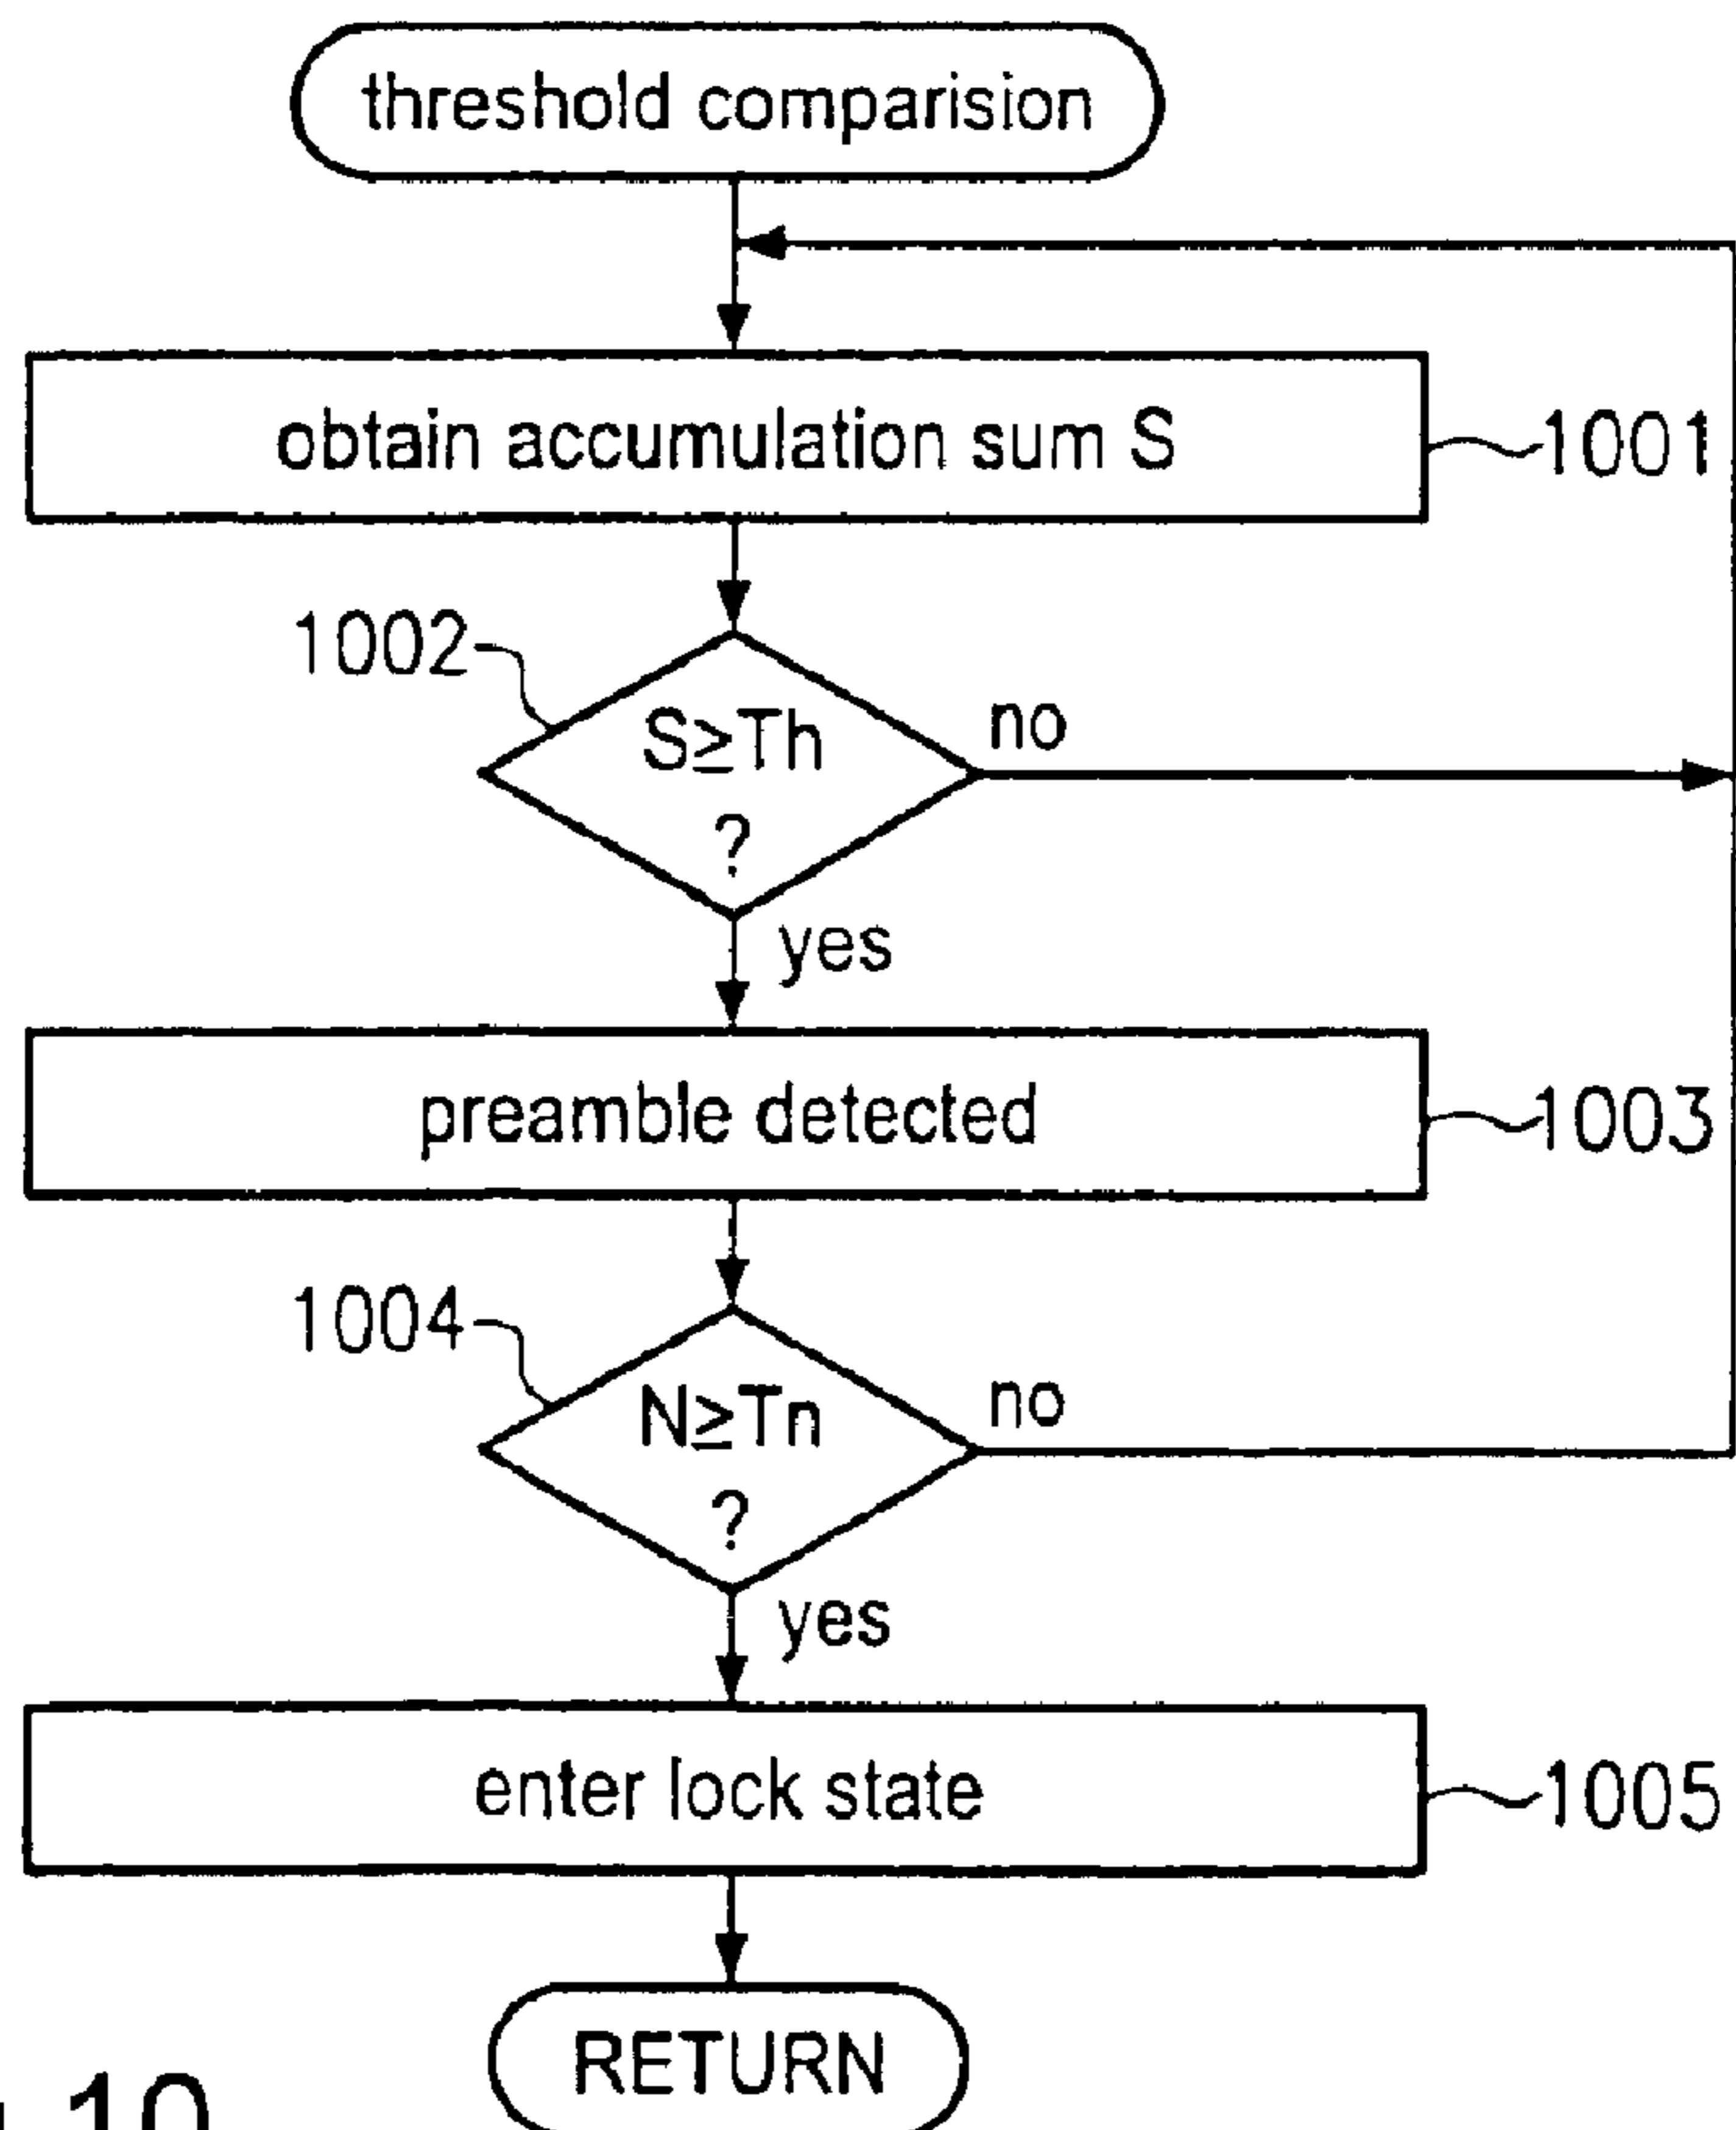 threshold comparision
obtain accumulation sum S
1001
1002
S≥Th
?
no
yes
preamble detected
1003
1004
N≥Tn
?
no
yes
enter lock state
1005
RETURN
10